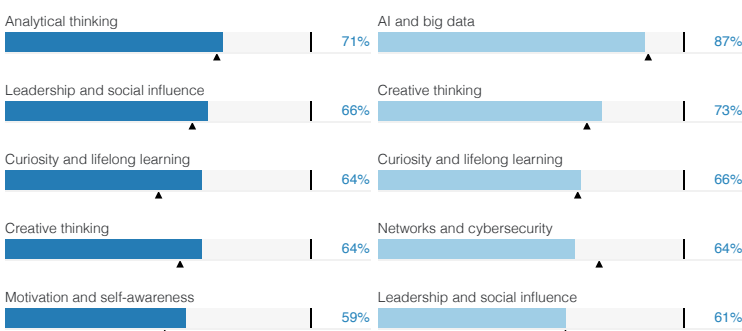 Analytical thinking
71%
Leadership and social influence
66%
Curiosity and lifelong learning
64%
Creative thinking
64%
Motivation and self-awareness
59%
AI and big data
87%
Creative thinking
73%
Curiosity and lifelong learning
66%
Networks and cybersecurity
64%
Leadership and social influence
61%